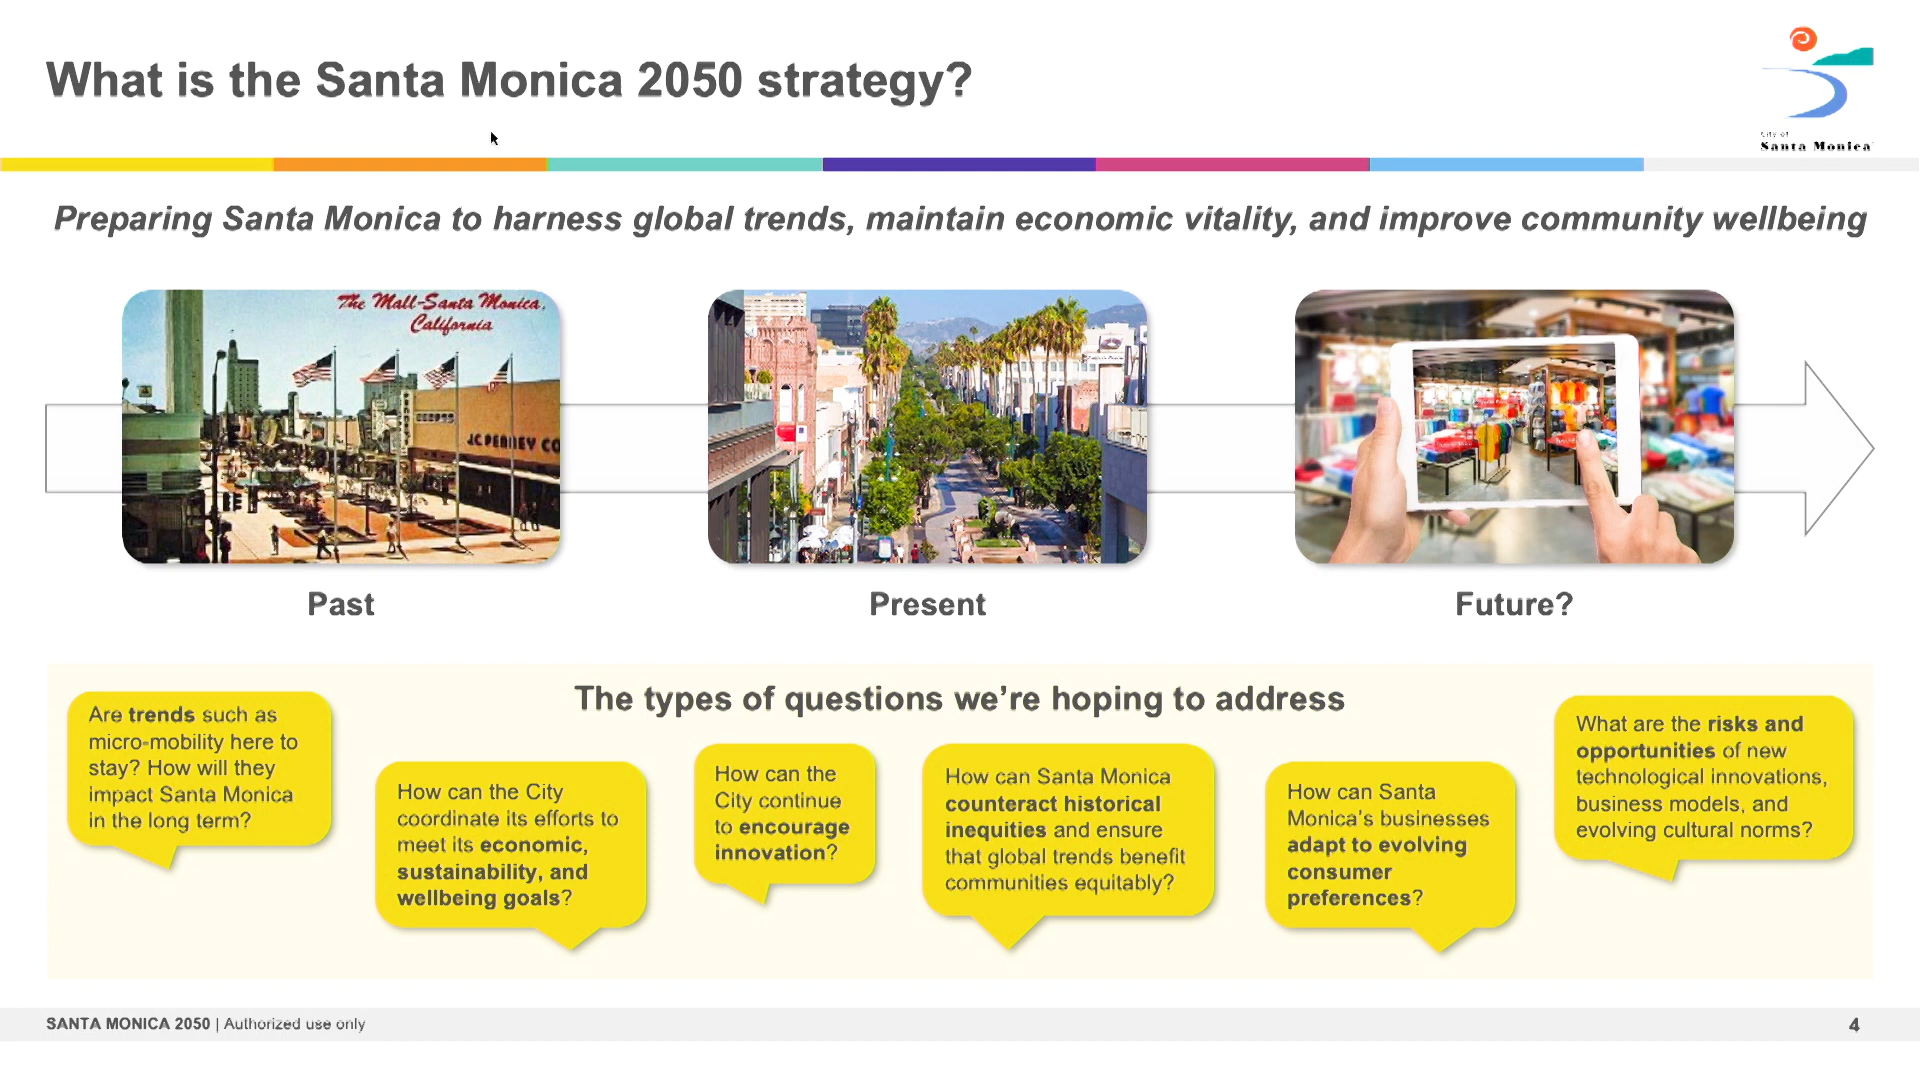 What is the Santa Monica 2050 strategy?
City of
Santa Monica
Preparing Santa Monica to harness global trends, maintain economic vitality, and improve community wellbeing
The Mall-Santa Monica,
California
J.C. PENNEY CO
Past
Present
Future?
The types of questions we’re hoping to address
Are trends such as
micro-mobility here to
stay? How will they
impact Santa Monica
in the long term?
How can the City
coordinate its efforts to
meet its economic,
sustainability, and
wellbeing goals?
How can the
City continue
to encourage
innovation?
How can Santa Monica
counteract historical
inequities and ensure
that global trends benefit
communities equitably?
How can Santa
Monica’s businesses
adapt to evolving
consumer
preferences?
What are the risks and
opportunities of new
technological innovations,
business models, and
evolving cultural norms?
SANTA MONICA 2050 | Authorized use only
4